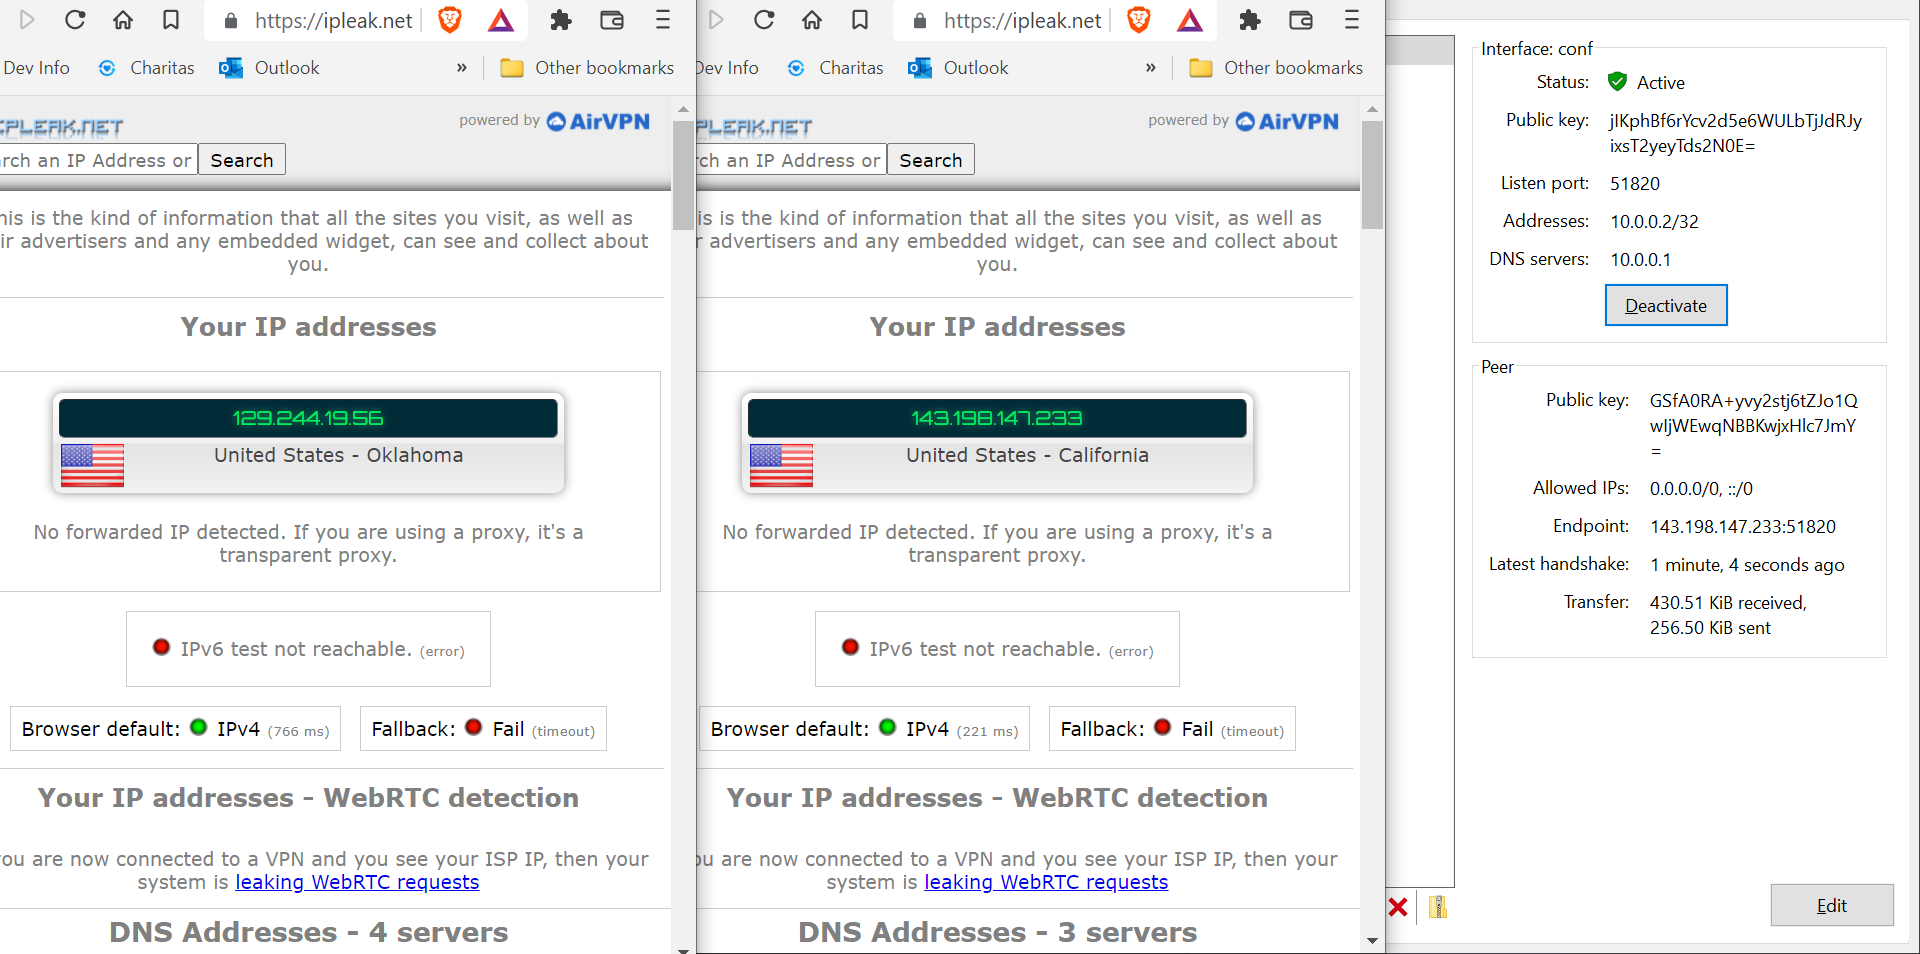 https://ipleak.net
Dev Info
Charitas
Outlook
»
Other bookmarks
IPLEAK.NET
powered by AirVPN
rch an IP Address or
Search
his is the kind of information that all the sites you visit, as well as
ir advertisers and any embedded widget, can see and collect about
you.
Your IP addresses
129.244.19.56
United States - Oklahoma
No forwarded IP detected. If you are using a proxy, it's a
transparent proxy.
IPv6 test not reachable. (error)
Browser default: IPv4 (766 ms)
Fallback: Fail (timeout)
Your IP addresses - WebRTC detection
ou are now connected to a VPN and you see your ISP IP, then your
system is leaking WebRTC requests
DNS Addresses - 4 servers
https://ipleak.net
Dev Info
Charitas
Outlook
»
Other bookmarks
PLEAK.NET
powered by AirVPN
rch an IP Address or
Search
is is the kind of information that all the sites you visit, as well as
r advertisers and any embedded widget, can see and collect about
you.
Your IP addresses
143.198.147.233
United States - California
No forwarded IP detected. If you are using a proxy, it's a
transparent proxy.
IPv6 test not reachable. (error)
Browser default: IPv4 (221 ms)
Fallback: Fail (timeout)
Your IP addresses - WebRTC detection
ou are now connected to a VPN and you see your ISP IP, then your
system is leaking WebRTC requests
DNS Addresses - 3 servers
Interface: conf
Status: Active
Public key: jIKphBf6rYcv2d5e6WULbTjJdRJy
ixsT2yeyTds2N0E=
Listen port: 51820
Addresses: 10.0.0.2/32
DNS servers: 10.0.0.1
Deactivate
Peer
Public key: GSfA0RA+yvy2stj6tZJo1Q
wIjWEwqNBBKwjxHlc7JmY
=
Allowed IPs: 0.0.0.0/0, ::/0
Endpoint: 143.198.147.233:51820
Latest handshake: 1 minute, 4 seconds ago
Transfer: 430.51 KiB received,
256.50 KiB sent
Edit